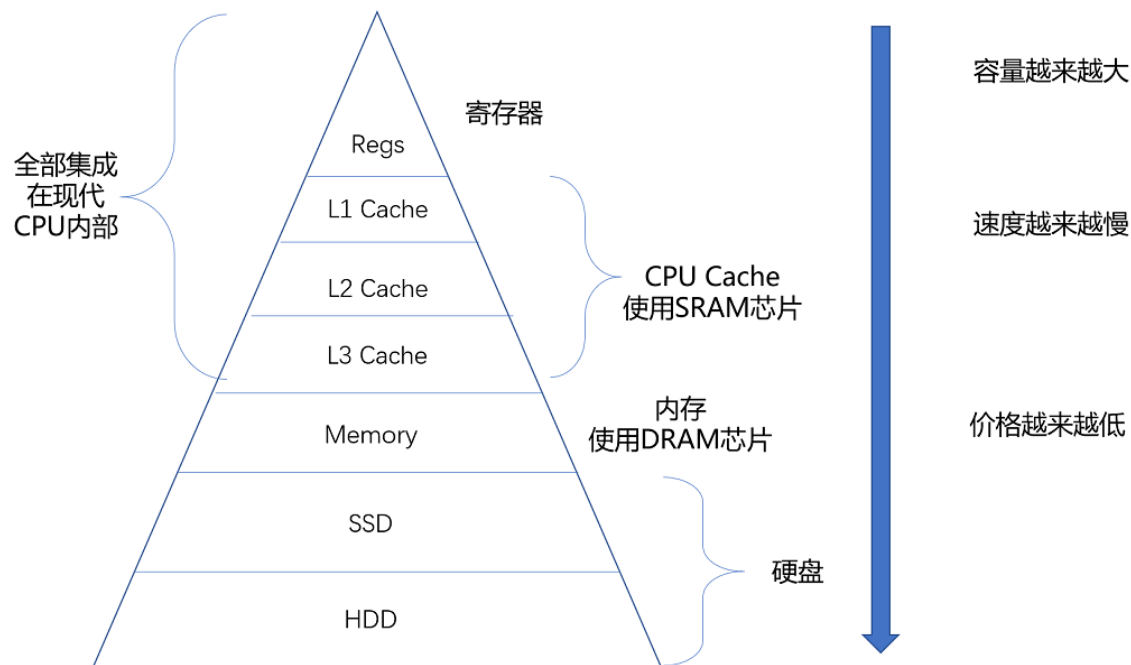 寄存器
Regs
全部集成
在现代
CPU内部
L1 Cache
L2 Cache
L3 Cache
CPU Cache
使用SRAM芯片
Memory
内存
使用DRAM芯片
SSD
HDD
硬盘
容量越来越大
速度越来越慢
价格越来越低